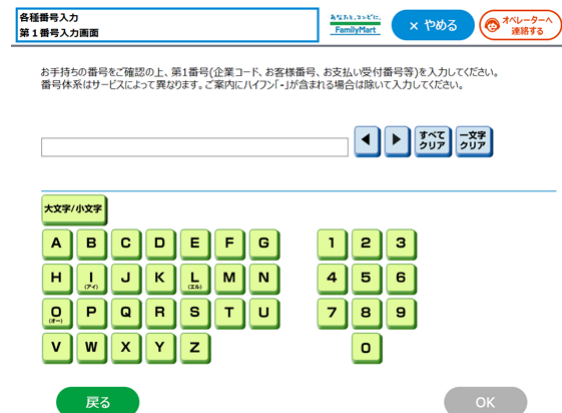 各種番号入力
第1番号入力画面
あなたと、コンビに、
FamilyMart
× やめる
オペレーターへ
連絡する
お手持ちの番号をご確認の上、第1番号(企業コード、お客様番号、お支払い受付番号等)を入力してください。
番号体系はサービスによって異なります。ご案内にハイフン「-」が含まれる場合は除いて入力してください。
すべて
クリア
一文字
クリア
大文字/小文字
A B C D E F G 1 2 3
H I J K L M N 4 5 6
(アイ) (エル)
O P Q R S T U 7 8 9
(オー)
V W X Y Z 0
戻る OK